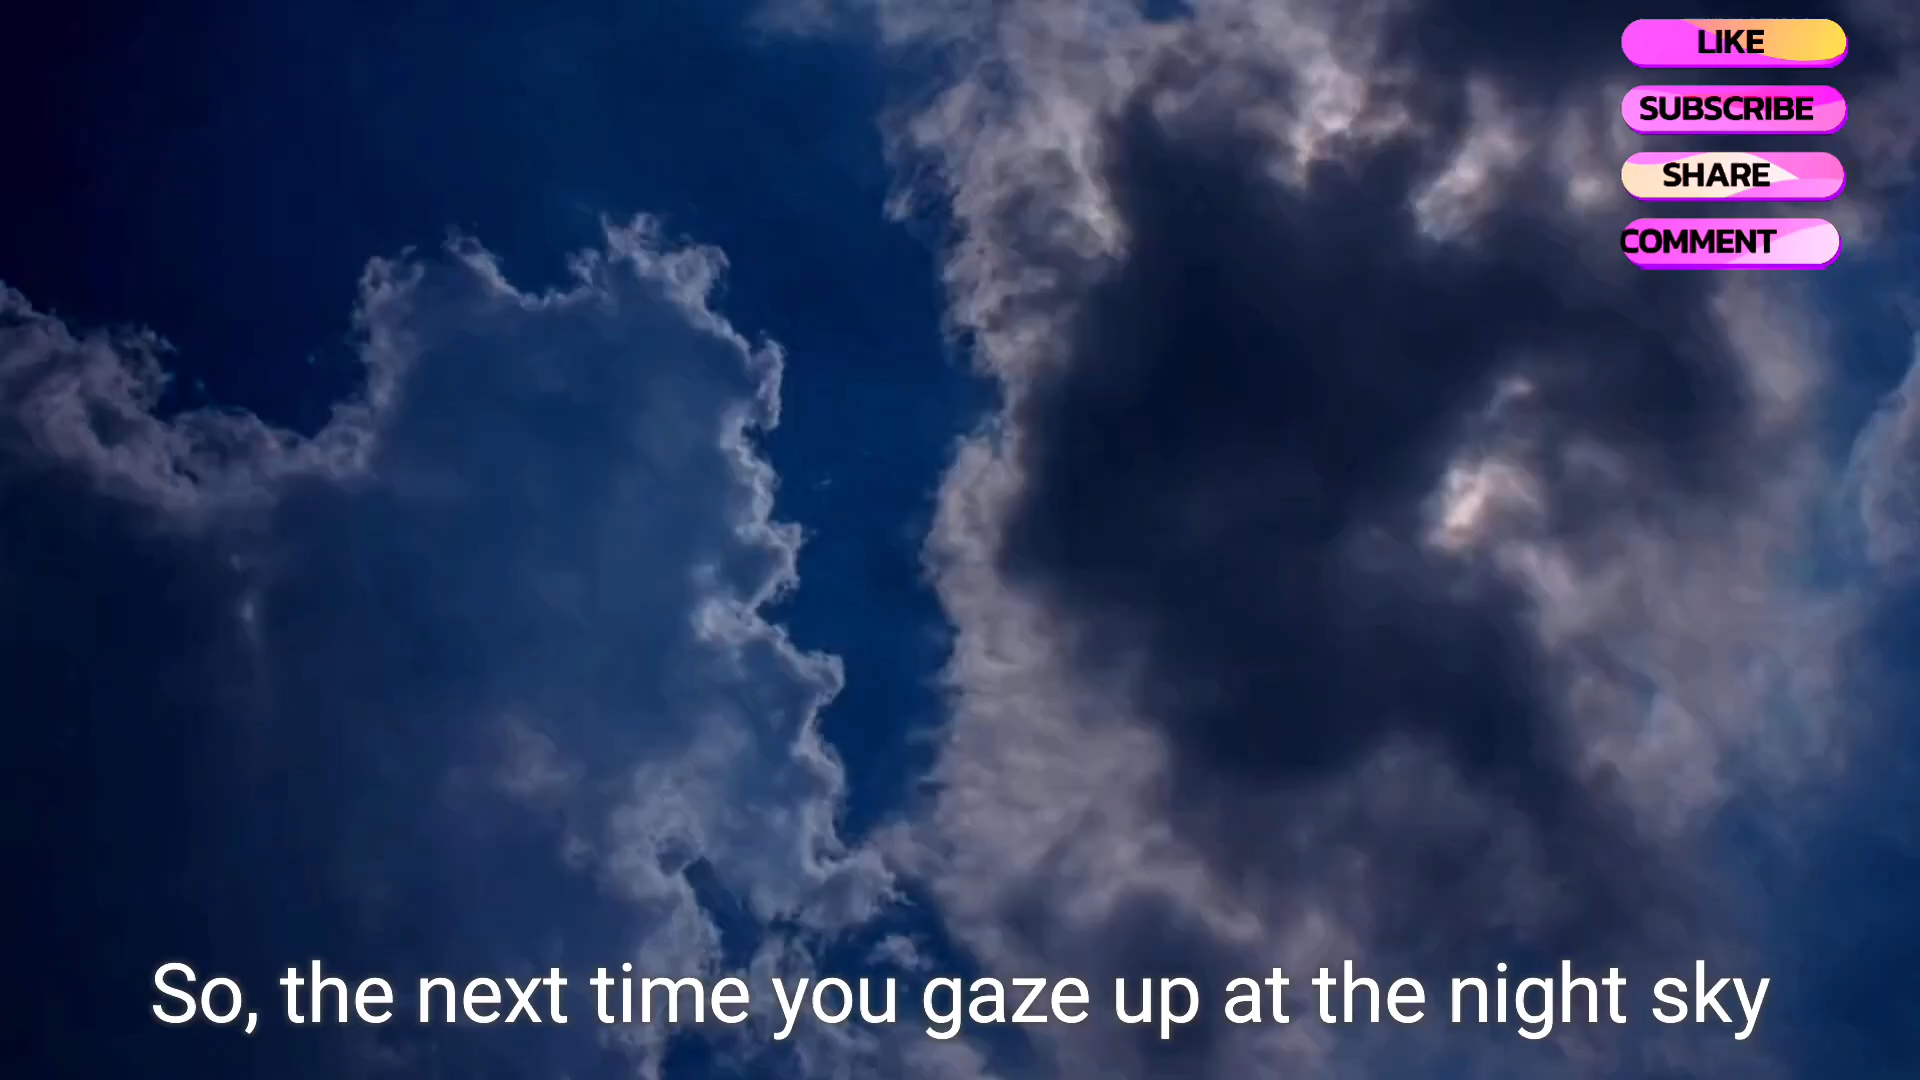 LIKE
SUBSCRIBE
SHARE
COMMENT
So, the next time you gaze up at the night sky